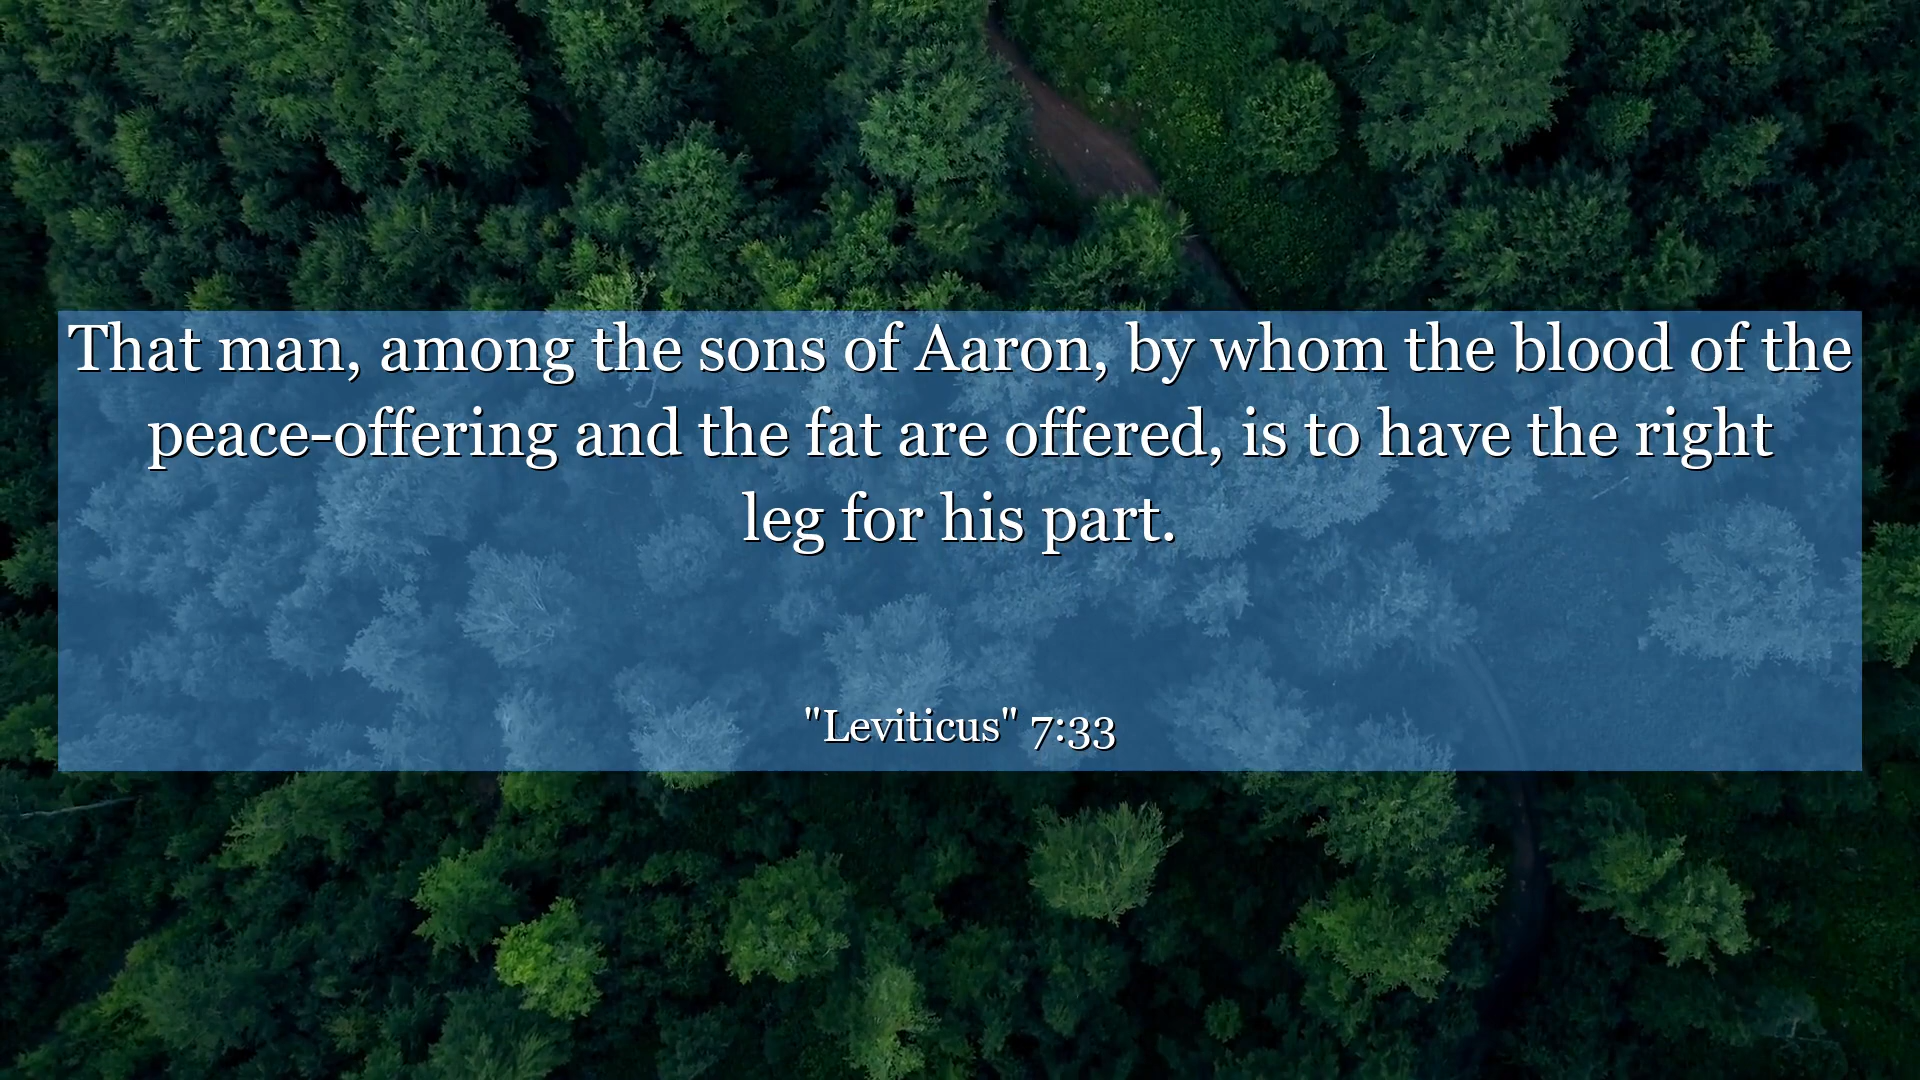 That man, among the sons of Aaron, by whom the blood of the
peace-offering and the fat are offered, is to have the right
leg for his part.
"Leviticus" 7:33